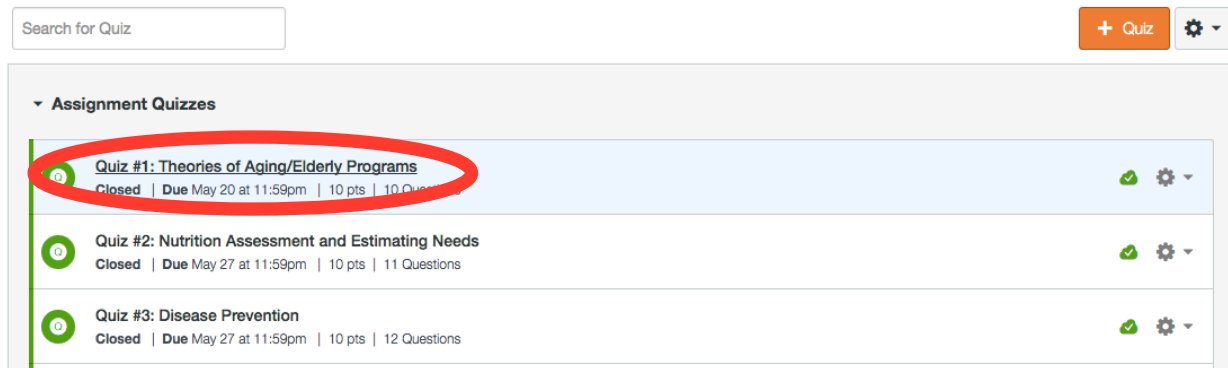 Search for Quiz
+ Quiz
Assignment Quizzes
Q
Quiz #1: Theories of Aging/Elderly Programs
Closed | Due May 20 at 11:59pm | 10 pts | 10 Questions
Q
Quiz #2: Nutrition Assessment and Estimating Needs
Closed | Due May 27 at 11:59pm | 10 pts | 11 Questions
Q
Quiz #3: Disease Prevention
Closed | Due May 27 at 11:59pm | 10 pts | 12 Questions